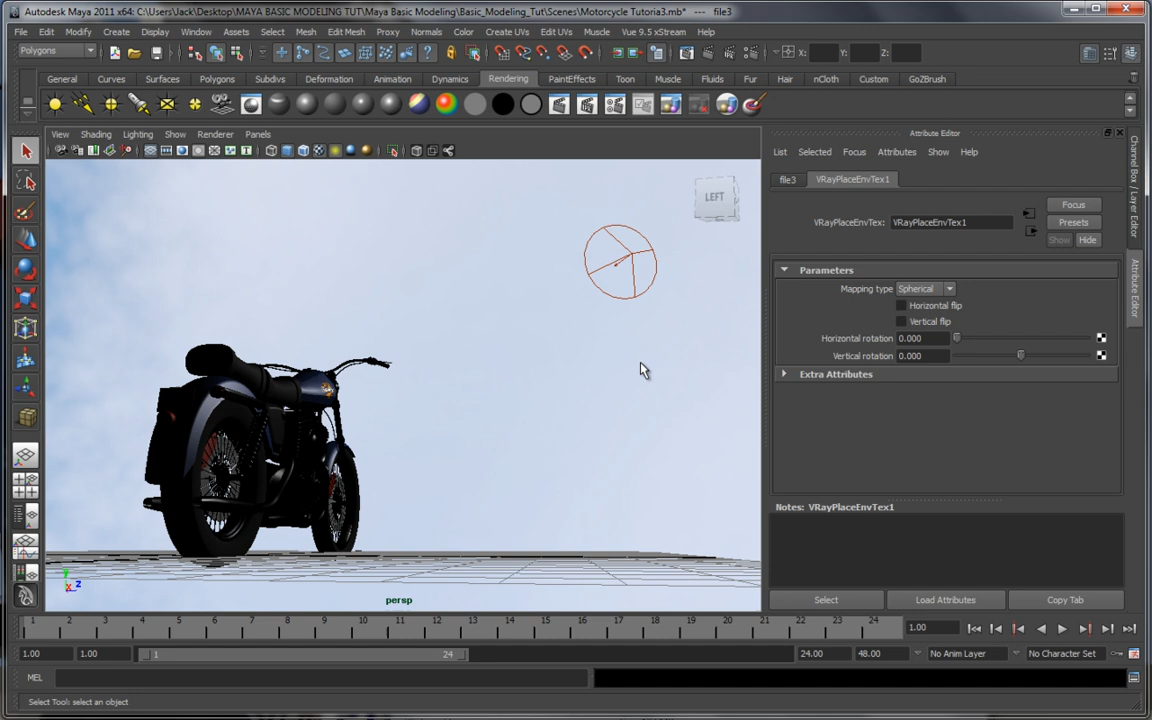 Autodesk Maya 2011 x64: C:\Users\Jack\Desktop\MAYA BASIC MODELING TUT\Maya Basic Modeling\Basic_Modeling_Tut\Scenes\Motorcycle Tutoria3.mb* --- file3
File Edit Modify Create Display Window Assets Select Mesh Edit Mesh Proxy Normals Color Create UVs Edit UVs Muscle Vue 9.5 xStream Help
Polygons X: Y: Z:
General Curves Surfaces Polygons Subdivs Deformation Animation Dynamics Rendering PaintEffects Toon Muscle Fluids Fur Hair nCloth Custom GoZBrush
View Shading Lighting Show Renderer Panels
LEFT
y
x z
persp
Attribute Editor
List Selected Focus Attributes Show Help
file3 VRayPlaceEnvTex1
VRayPlaceEnvTex: VRayPlaceEnvTex1
Focus
Presets
Show Hide
Parameters
Mapping type Spherical
Horizontal flip
Vertical flip
Horizontal rotation 0.000
Vertical rotation 0.000
Extra Attributes
Notes: VRayPlaceEnvTex1
Select Load Attributes Copy Tab
Channel Box / Layer Editor
Attribute Editor
1 2 3 4 5 6 7 8 9 10 11 12 13 14 15 16 17 18 19 20 21 22 23 24 1.00
1.00 1.00 1 24 24.00 48.00 No Anim Layer No Character Set
MEL
Select Tool: select an object